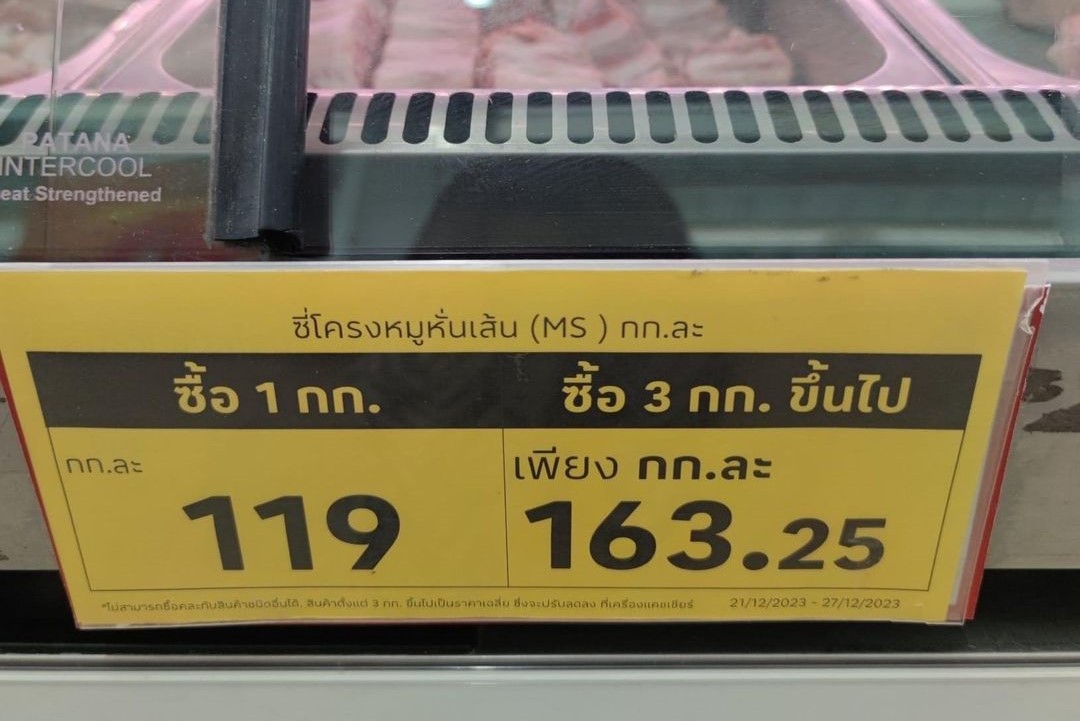 PATANA
INTERCOOL
eat Strengthened
ซี่โครงหมูหั่นเส้น (MS ) กก.ละ
ซื้อ 1 กก.
ซื้อ 3 กก. ขึ้นไป
กก.ละ
119
เพียง กก.ละ
163.25
*ไม่สามารถซื้อคละกับสินค้าชนิดอื่นได้, สินค้าตั้งแต่ 3 กก. ขึ้นไปเป็นราคาเฉลี่ย ซึ่งจะปรับลดลง ที่เครื่องแคชเชียร์ 21/12/2023 - 27/12/2023